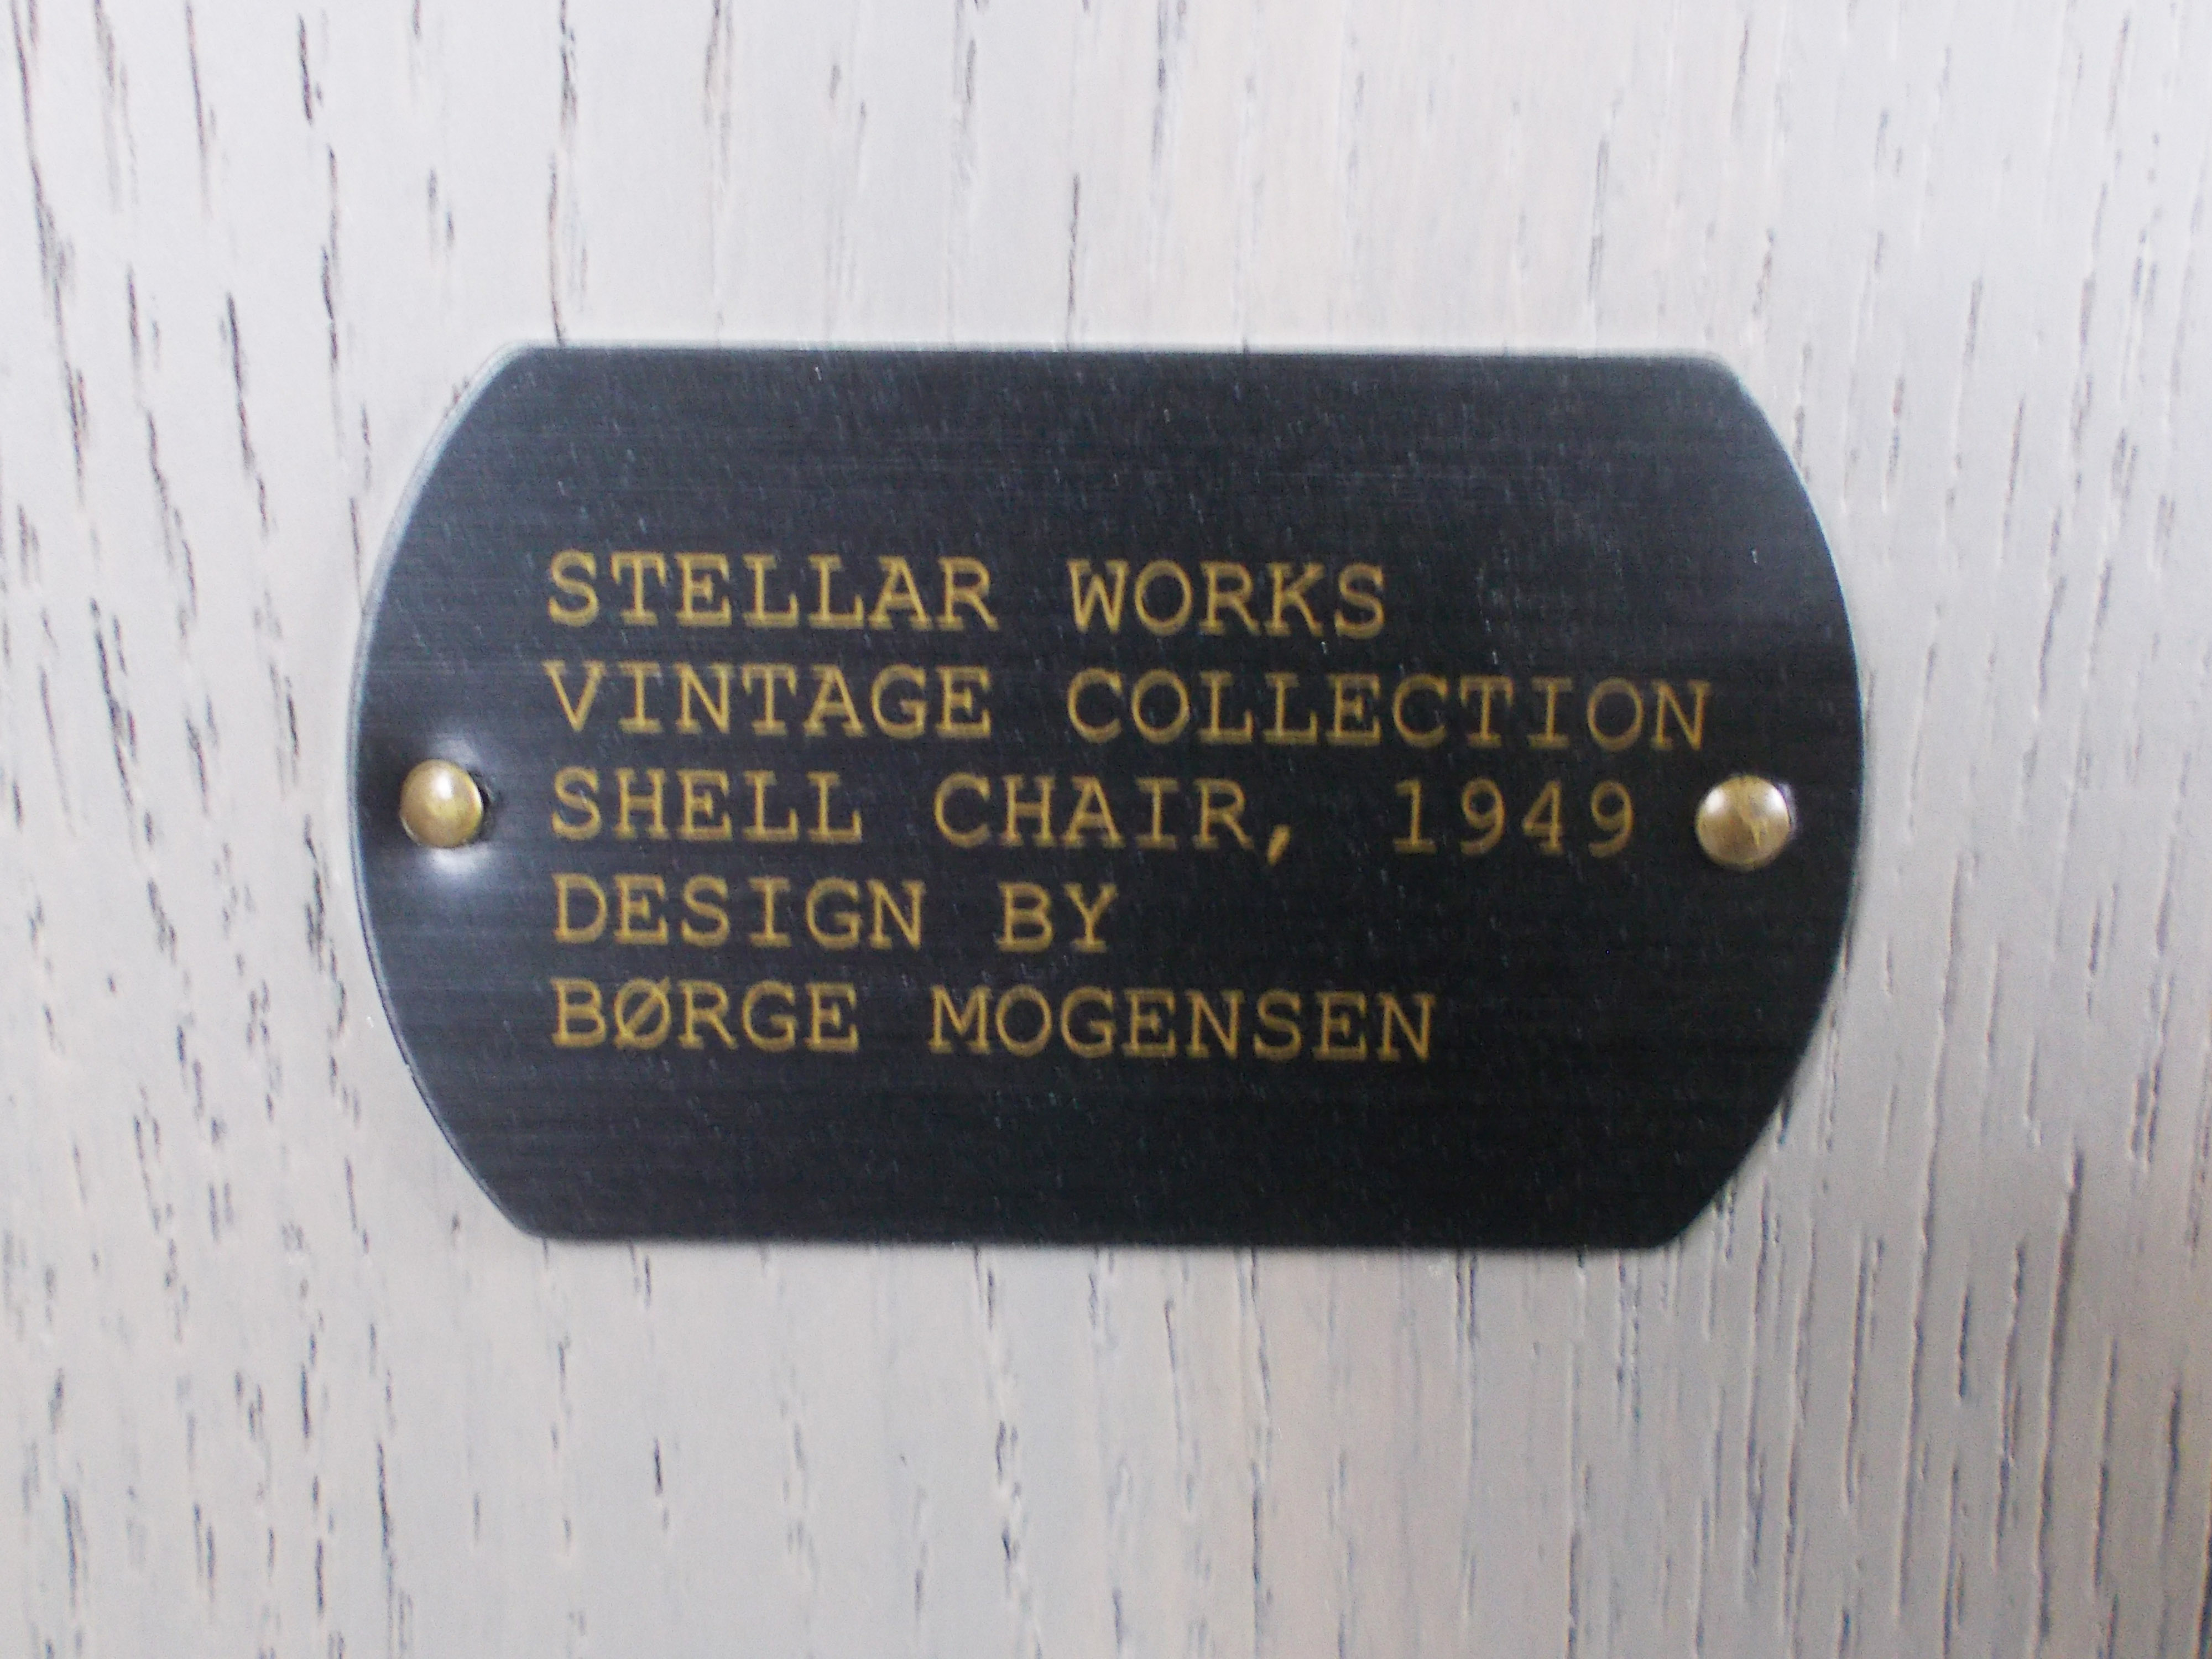 STELLAR WORKS
VINTAGE COLLECTION
SHELL CHAIR, 1949
DESIGN BY
BØRGE MOGENSEN